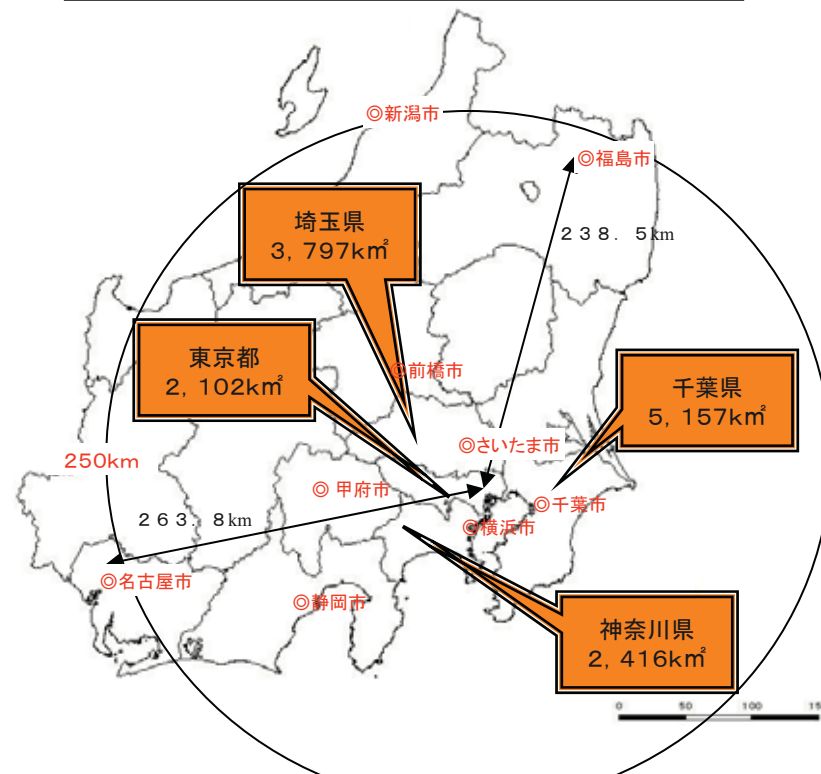 ◎新潟市
◎福島市
埼玉県
3,797k㎡
238.5km
東京都
2,102k㎡
◎前橋市
千葉県
5,157k㎡
◎さいたま市
250km
◎甲府市
◎千葉市
263.8km
◎横浜市
◎名古屋市
◎静岡市
神奈川県
2,416k㎡
0 50 100 15